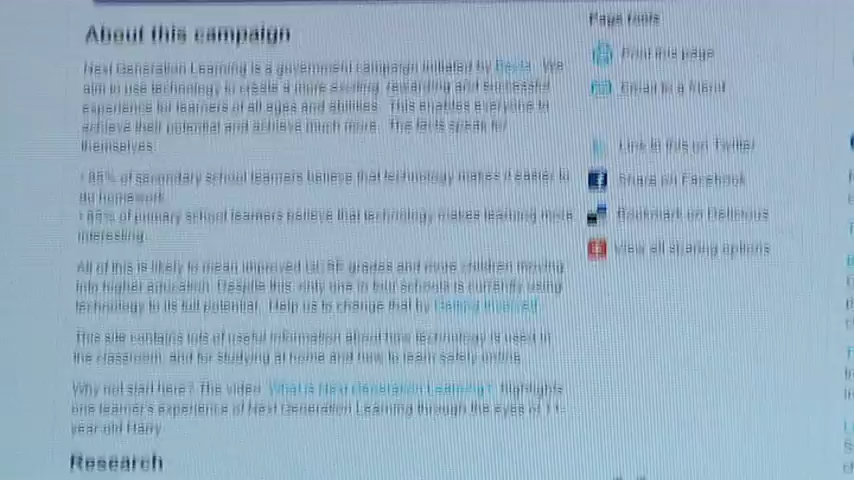 About this campaign
Next Generation Learning is a government campaign initiated by Becta. We
aim to use technology to create a more exciting, rewarding and successful
experience for learners of all ages and abilities. This enables everyone to
achieve their potential and achieve much more. The facts speak for
themselves:
of secondary school learners believe that technology makes it easier to
do homework
of primary school learners believe that technology makes learning more
interesting.
All of this is likely to mean improved GCSE grades and more children moving
into higher education. Despite this, only one in four schools is currently using
technology to its full potential. Help us to change that by Getting Involved.
This site contains lots of useful information about how technology is used in
the classroom, and for studying at home and how to learn safely online.
Why not start here? The video 'What is Next Generation Learning?' highlights
one learner's experience of Next Generation Learning through the eyes of 11-
year-old Harry.
Research
Page tools
Print this page
Email to a friend
Link to this on Twitter
Share on Facebook
Bookmark on Delicious
View all sharing options